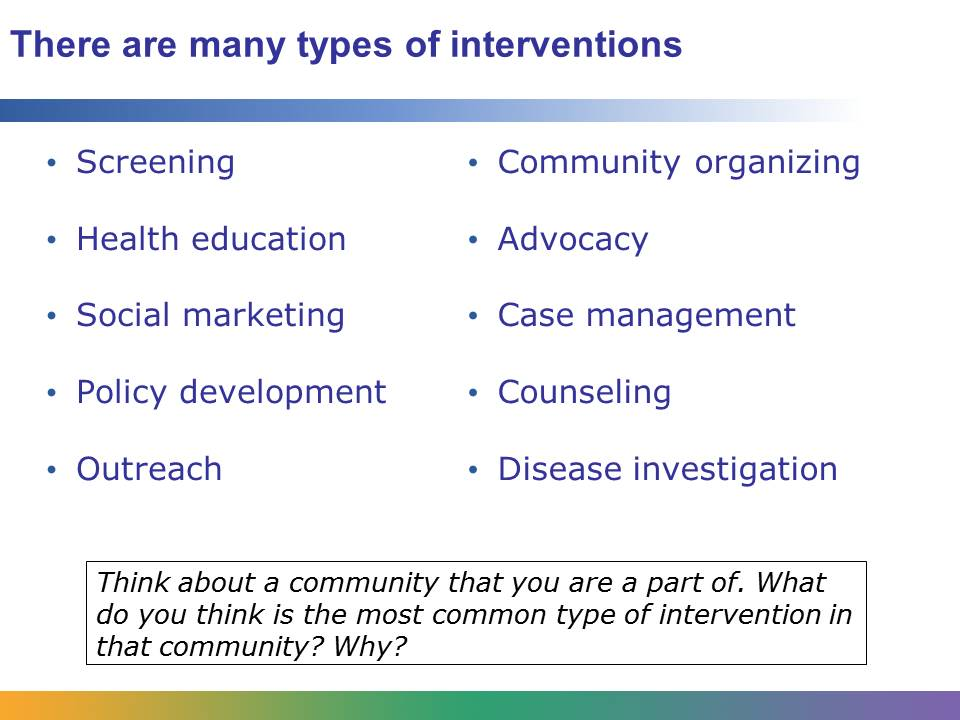 There are many types of interventions
• Screening
• Health education
• Social marketing
• Policy development
• Outreach
• Community organizing
• Advocacy
• Case management
• Counseling
• Disease investigation
Think about a community that you are a part of. What
do you think is the most common type of intervention in
that community? Why?